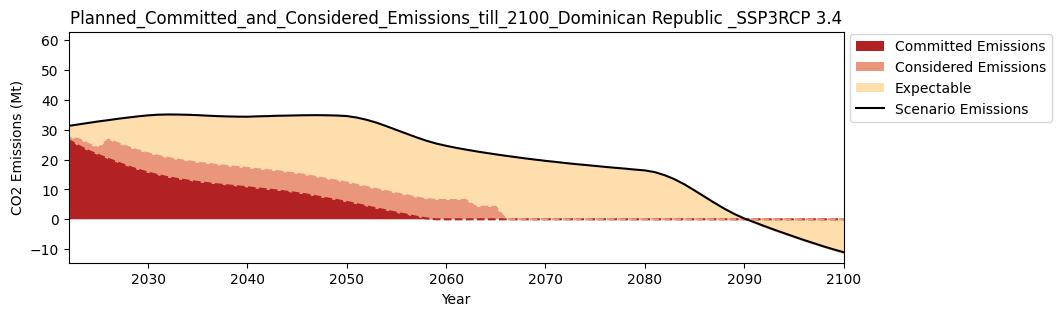 Planned_Committed_and_Considered_Emissions_till_2100_Dominican Republic _SSP3RCP 3.4
60
50
40
30
20
10
0
−10
CO2 Emissions (Mt)
2030
2040
2050
2060
2070
2080
2090
2100
Year
Committed Emissions
Considered Emissions
Expectable
Scenario Emissions